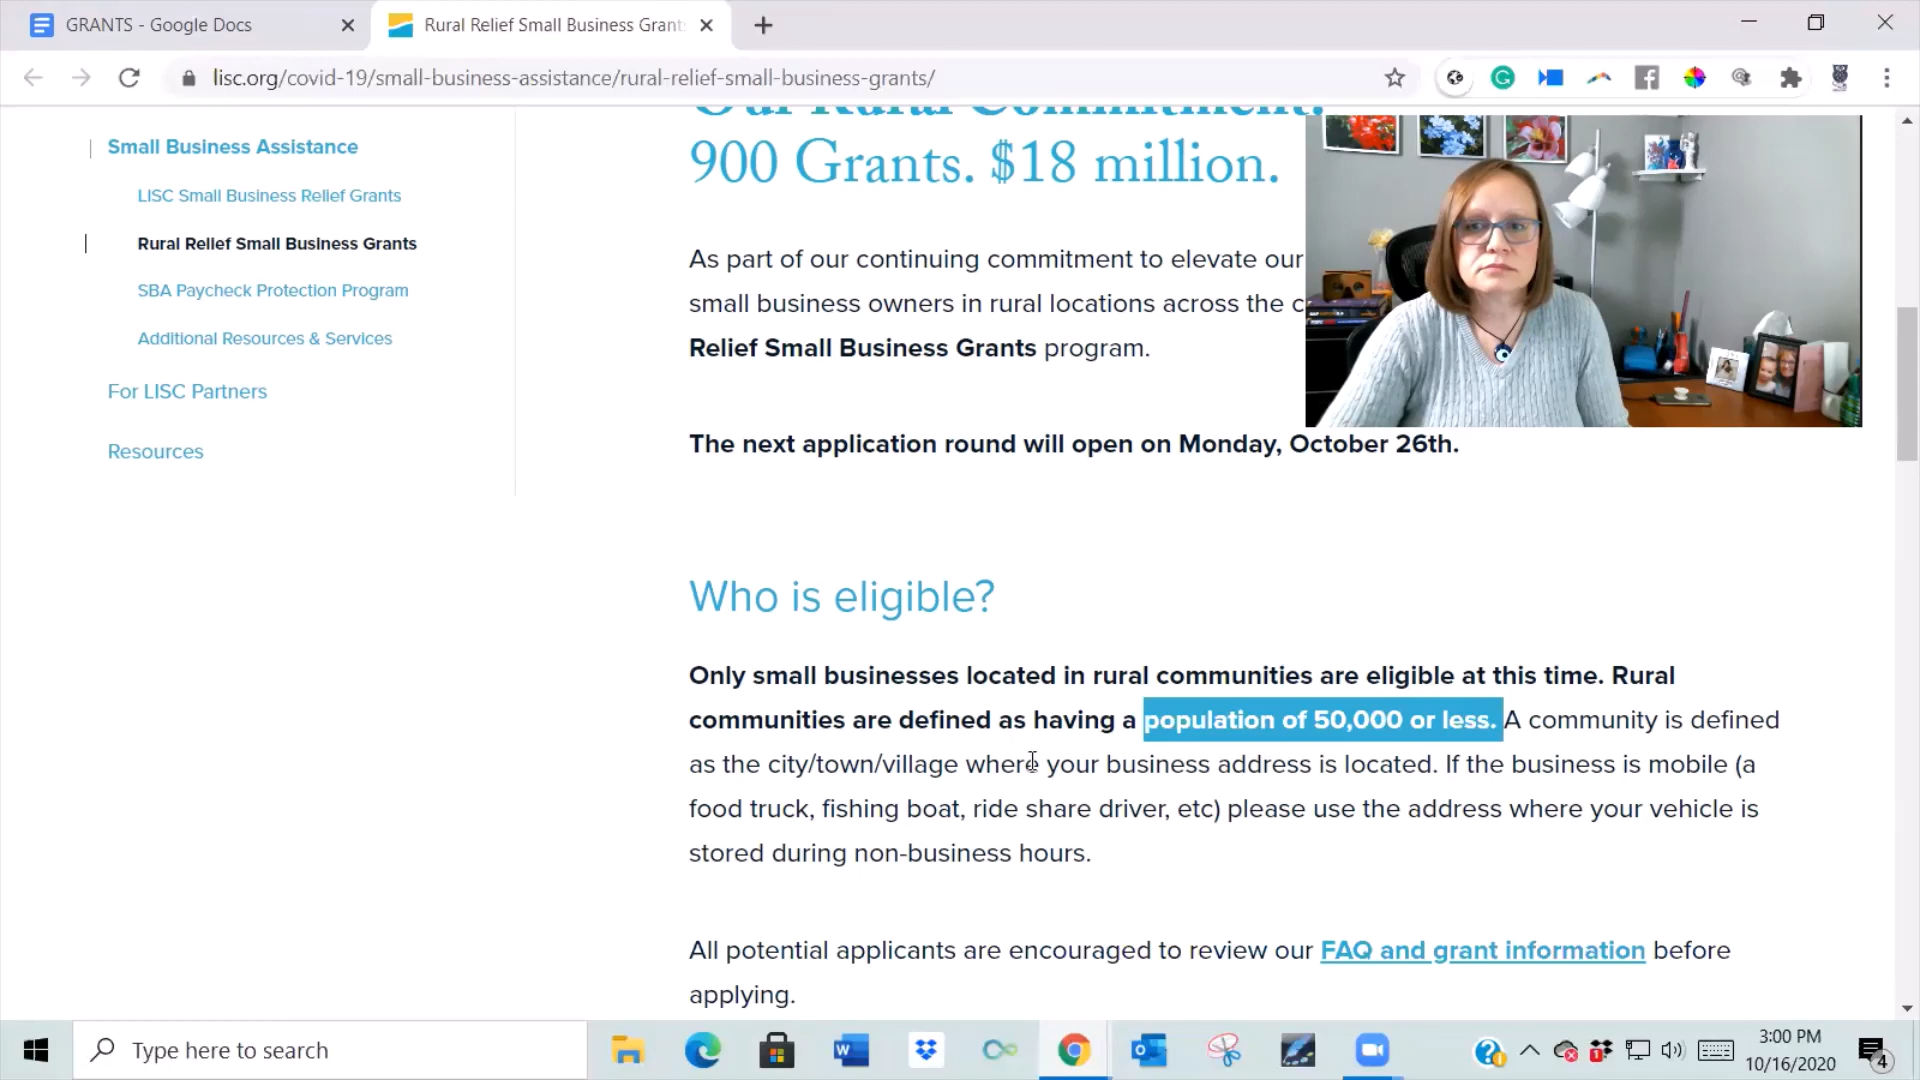 GRANTS - Google Docs
Rural Relief Small Business Grant
lisc.org/covid-19/small-business-assistance/rural-relief-small-business-grants/
Small Business Assistance
LISC Small Business Relief Grants
Rural Relief Small Business Grants
SBA Paycheck Protection Program
Additional Resources & Services
For LISC Partners
Resources
Our Rural Commitment:
900 Grants. $18 million.
As part of our continuing commitment to elevate our
small business owners in rural locations across the c
Relief Small Business Grants program.
The next application round will open on Monday, October 26th.
Who is eligible?
Only small businesses located in rural communities are eligible at this time. Rural
communities are defined as having a population of 50,000 or less. A community is defined
as the city/town/village where your business address is located. If the business is mobile (a
food truck, fishing boat, ride share driver, etc) please use the address where your vehicle is
stored during non-business hours.
All potential applicants are encouraged to review our FAQ and grant information before
applying.
Type here to search
3:00 PM
10/16/2020
4